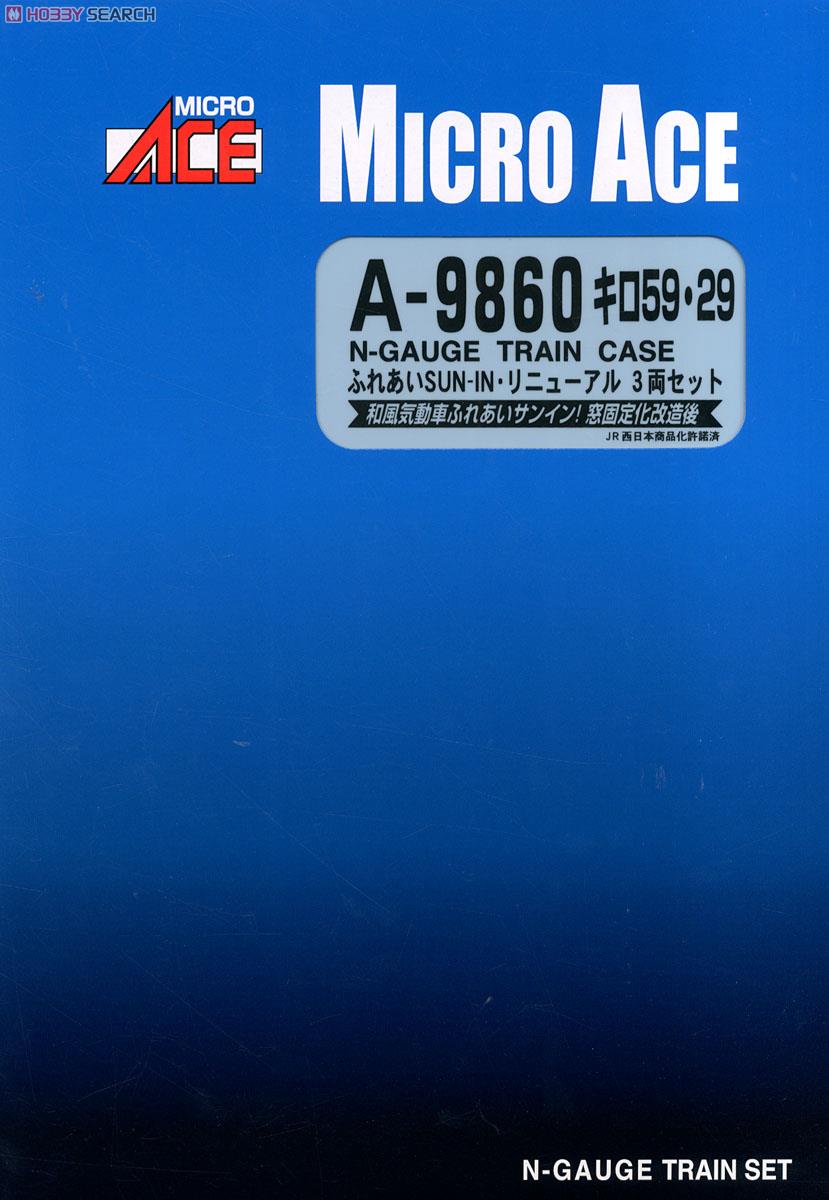 HOBBY SEARCH
MICRO
ACE
MICRO ACE
A-9860 キロ59・29
N-GAUGE TRAIN CASE
ふれあいSUN-IN・リニューアル 3両セット
和風気動車ふれあいサンイン!窓固定化改造後
JR西日本商品化許諾済
N-GAUGE TRAIN SET